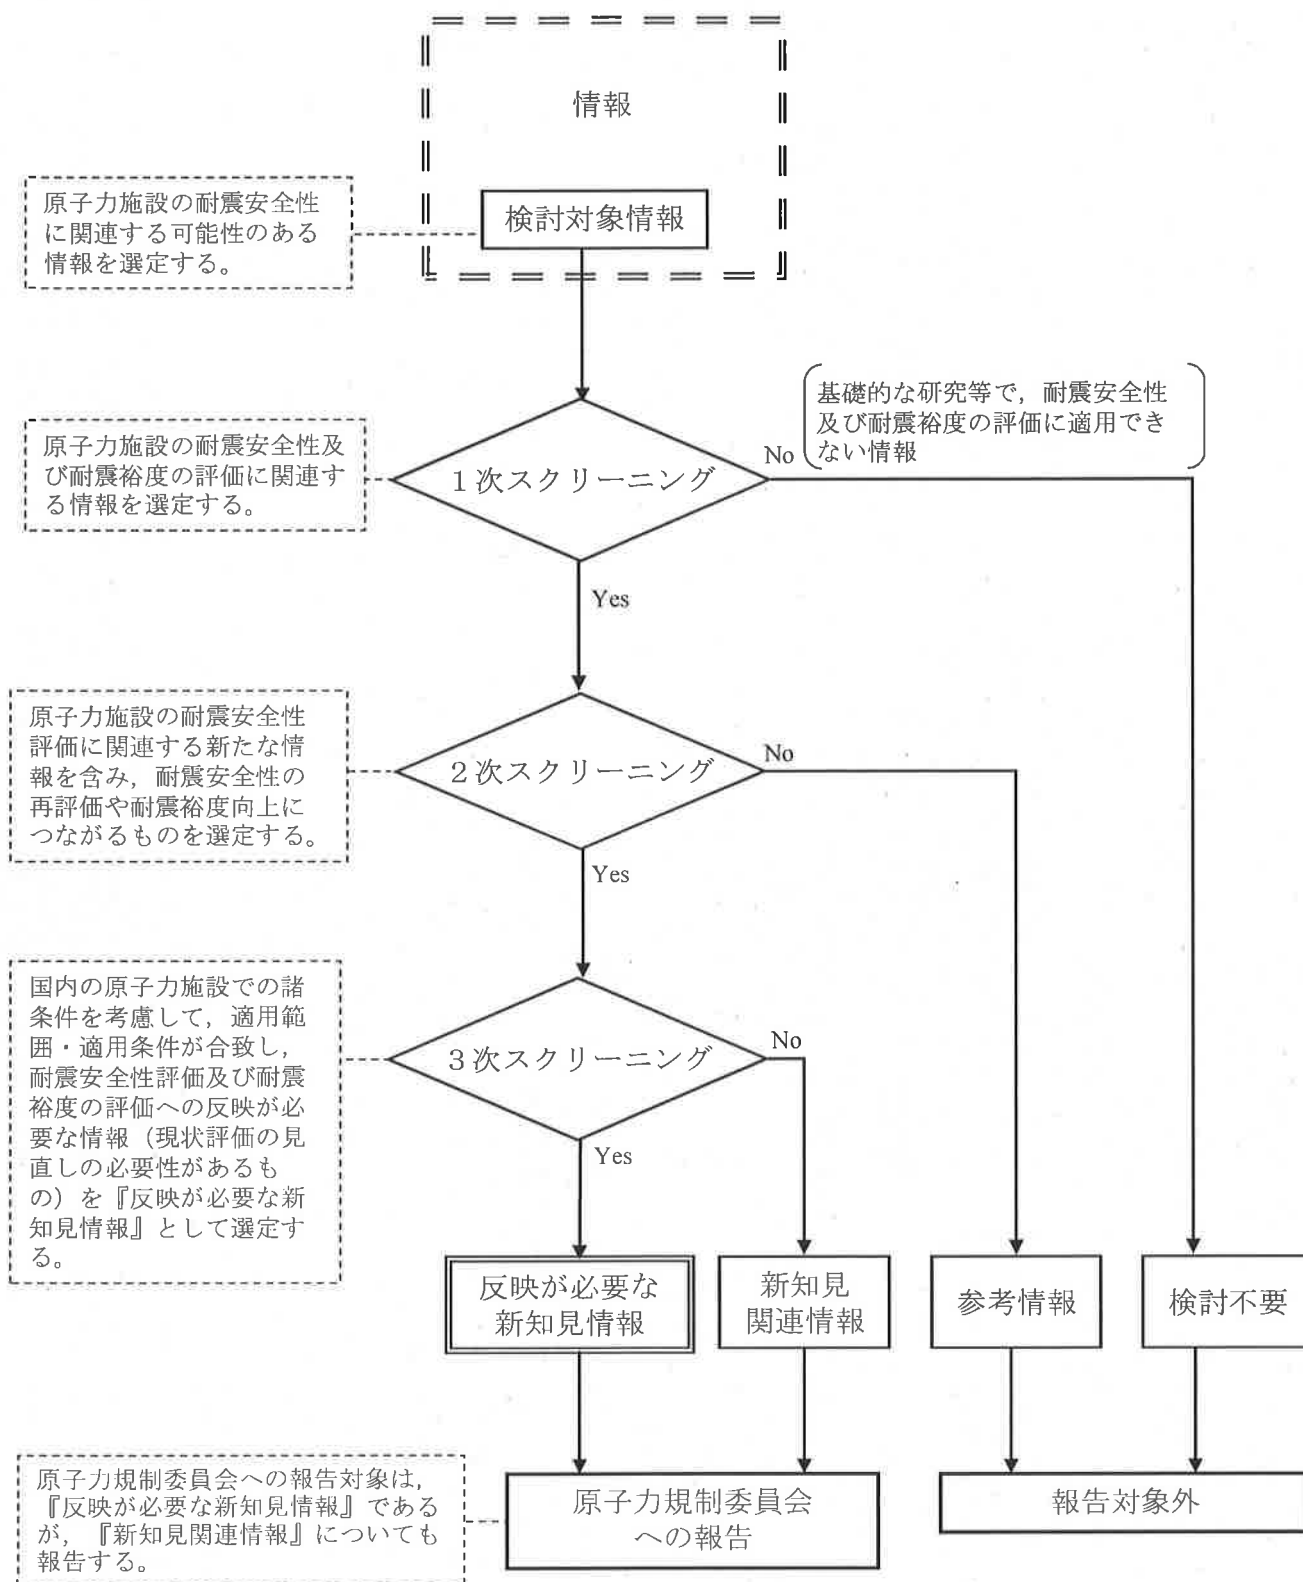 情報
検討対象情報
原子力施設の耐震安全性
に関連する可能性のある
情報を選定する。
基礎的な研究等で，耐震安全性
及び耐震裕度の評価に適用でき
ない情報
No
原子力施設の耐震安全性及
び耐震裕度の評価に関連す
る情報を選定する。
1次スクリーニング
Yes
原子力施設の耐震安全性
評価に関連する新たな情
報を含み，耐震安全性の
再評価や耐震裕度向上に
つながるものを選定する。
2次スクリーニング
No
Yes
国内の原子力施設での諸
条件を考慮して，適用範
囲・適用条件が合致し，
耐震安全性評価及び耐震
裕度の評価への反映が必
要な情報（現状評価の見
直しの必要性があるも
の）を『反映が必要な新
知見情報』として選定す
る。
3次スクリーニング
No
Yes
反映が必要な
新知見情報
新知見
関連情報
参考情報
検討不要
原子力規制委員会への報告対象は，
『反映が必要な新知見情報』である
が，『新知見関連情報』についても
報告する。
原子力規制委員会
への報告
報告対象外